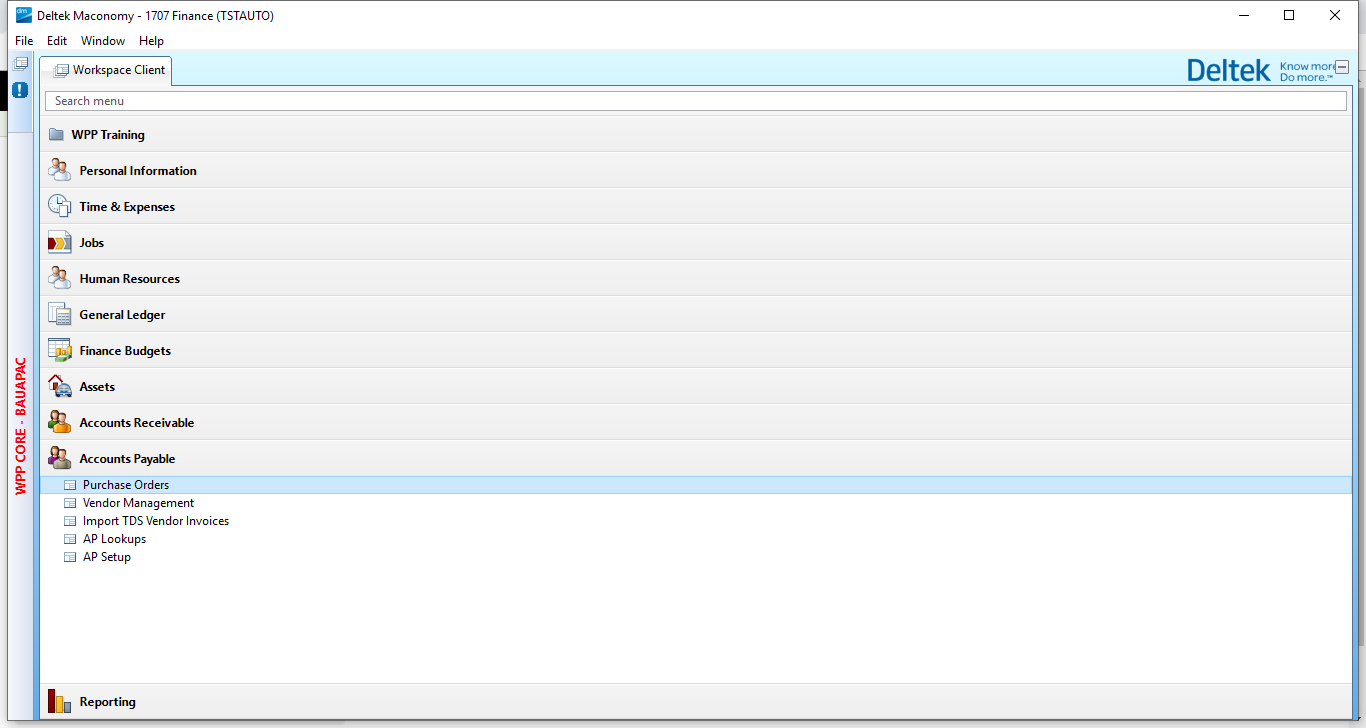 Deltek Maconomy - 1707 Finance (TSTAUTO)
File Edit Window Help
Workspace Client
Deltek Know more Do more.™
Search menu
WPP Training
Personal Information
Time & Expenses
Jobs
Human Resources
General Ledger
Finance Budgets
Assets
Accounts Receivable
Accounts Payable
Purchase Orders
Vendor Management
Import TDS Vendor Invoices
AP Lookups
AP Setup
Reporting
WPP CORE - BAUAPAC